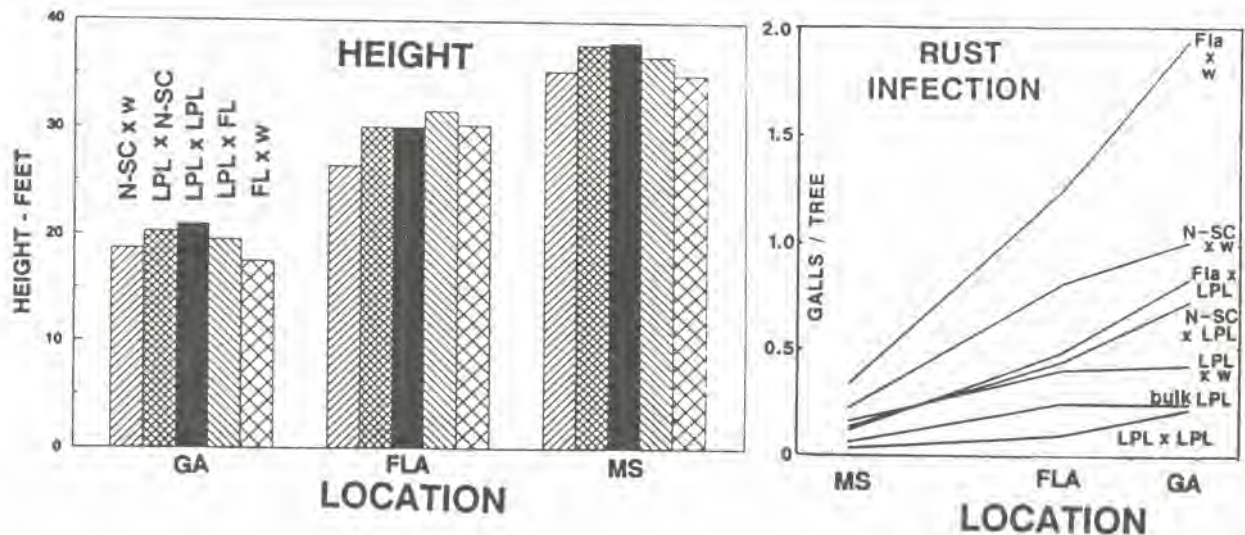 HEIGHT
HEIGHT - FEET
40
30
20
10
0
N-SC x w
LPL x N-SC
LPL x LPL
LPL x FL
FL x w
GA
FLA
MS
LOCATION
RUST
INFECTION
GALLS / TREE
2.0
1.5
1.0
0.5
0
Fla
x
w
N-SC
x w
Fla x
LPL
N-SC
x LPL
LPL
x w
bulk LPL
LPL x LPL
MS
FLA
GA
LOCATION